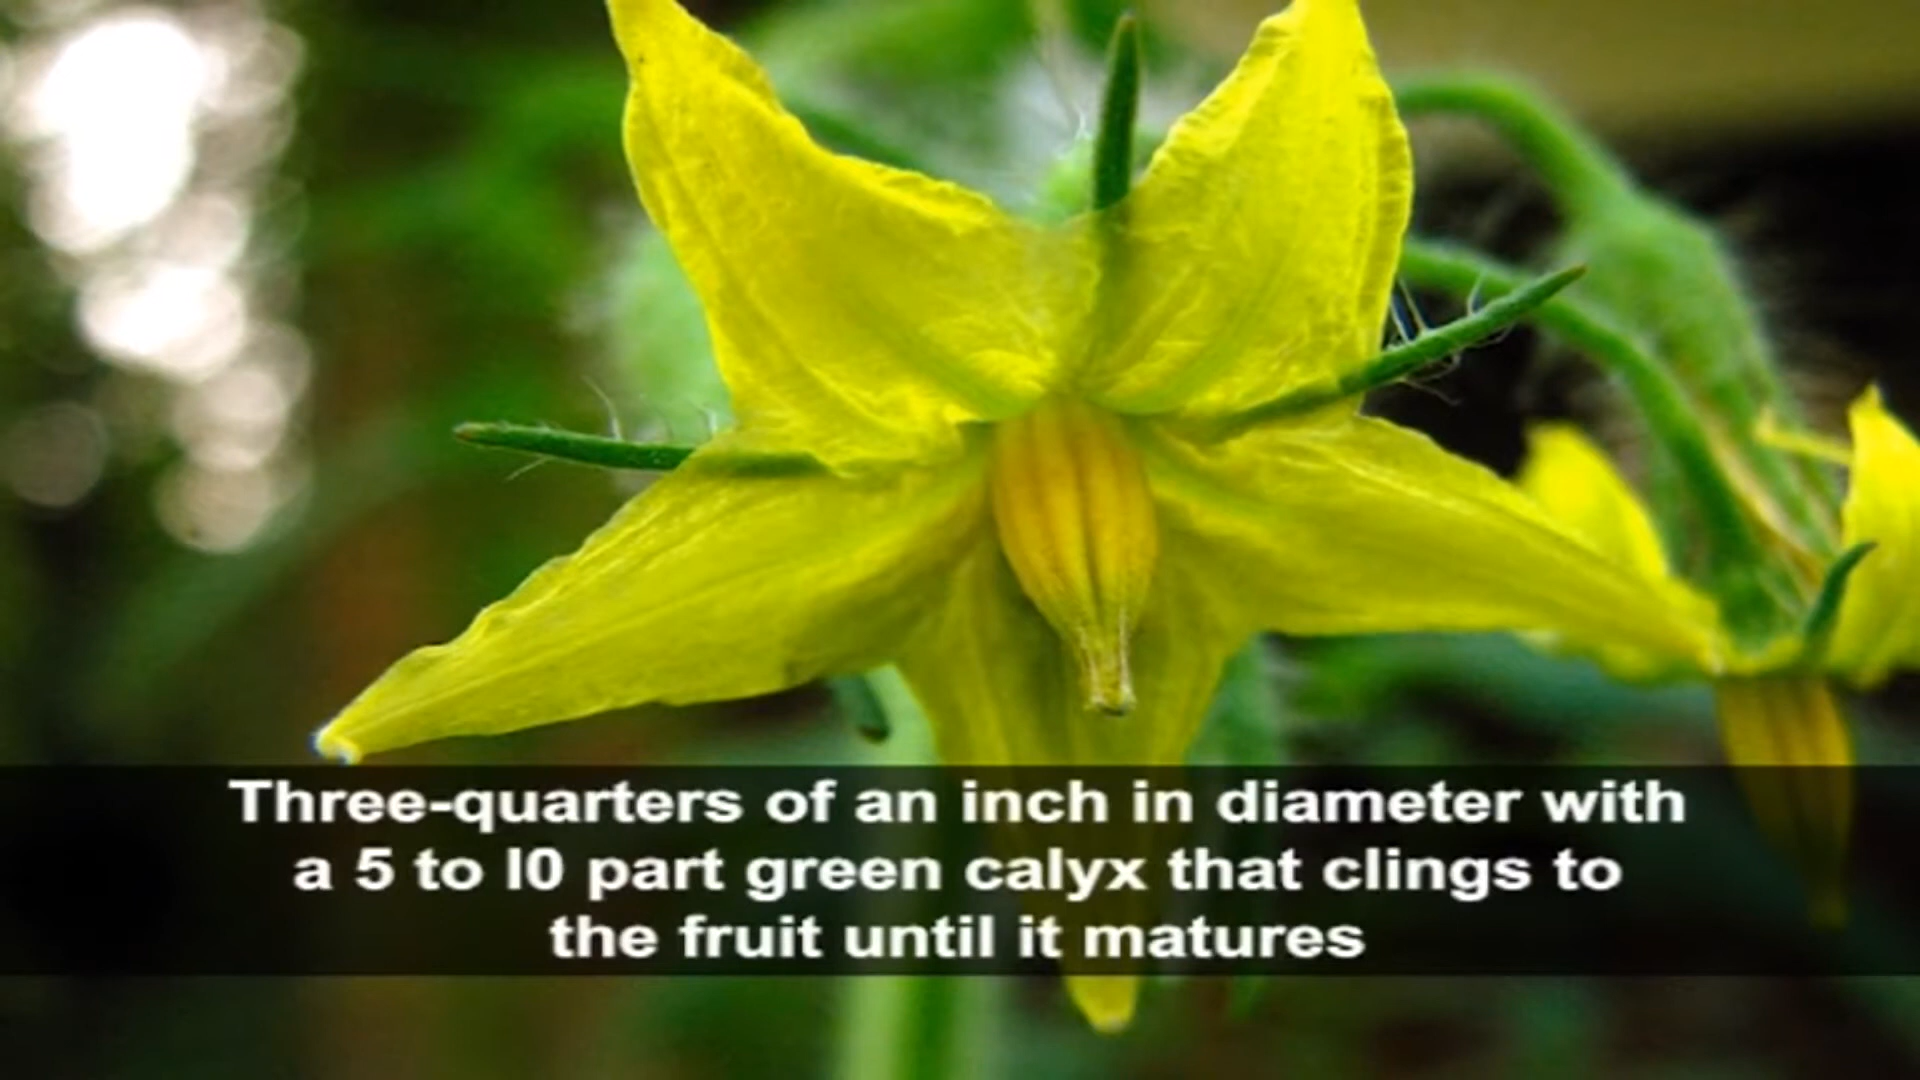 Three-quarters of an inch in diameter with
a 5 to l0 part green calyx that clings to
the fruit until it matures